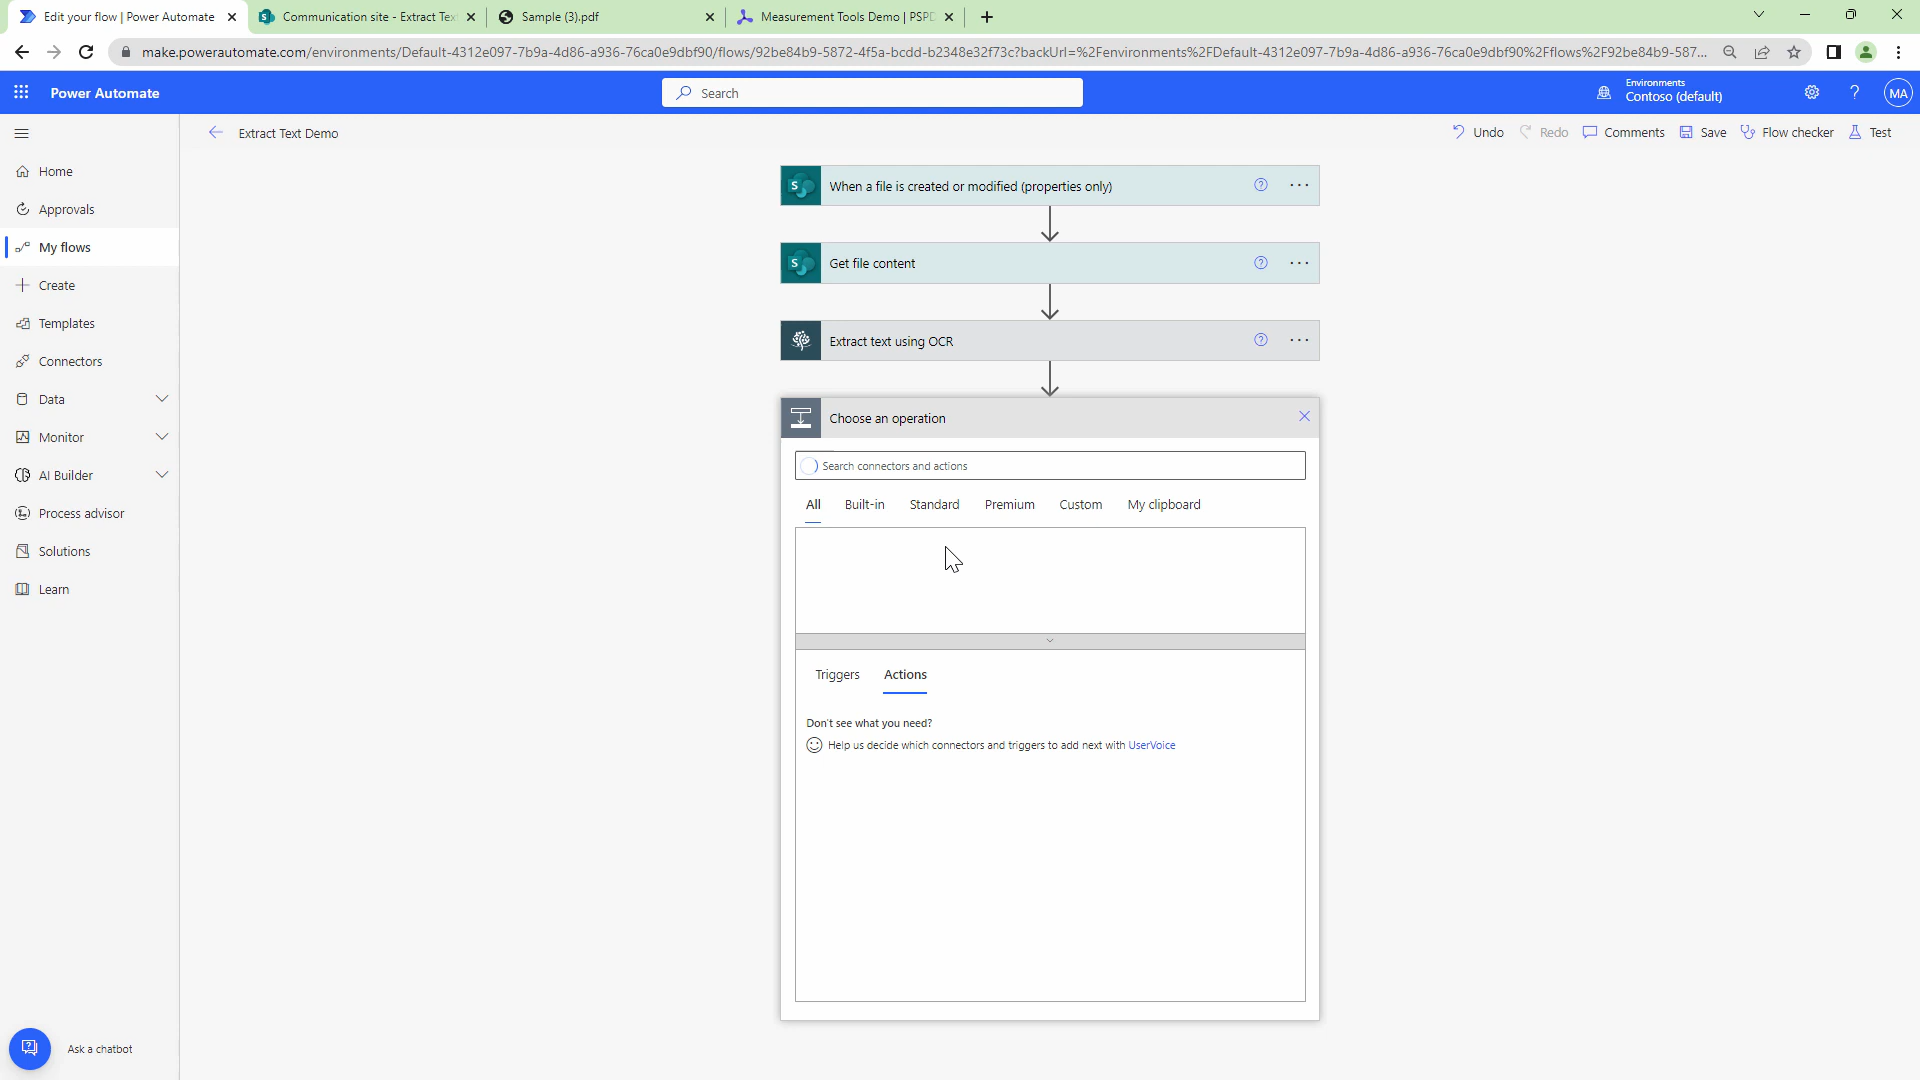 Edit your flow | Power Automate
Communication site - Extract Tex
Sample (3).pdf
Measurement Tools Demo | PSPD
make.powerautomate.com/environments/Default-4312e097-7b9a-4d86-a936-76ca0e9dbf90/flows/92be84b9-5872-4f5a-bcdd-b2348e32f73c?backUrl=%2Fenvironments%2FDefault-4312e097-7b9a-4d86-a936-76ca0e9dbf90%2Fflows%2F92be84b9-587...
Power Automate
Search
Environments
Contoso (default)
MA
Extract Text Demo
Undo
Redo
Comments
Save
Flow checker
Test
Home
Approvals
My flows
Create
Templates
Connectors
Data
Monitor
AI Builder
Process advisor
Solutions
Learn
Ask a chatbot
When a file is created or modified (properties only)
Get file content
Extract text using OCR
Choose an operation
Search connectors and actions
All
Built-in
Standard
Premium
Custom
My clipboard
Triggers
Actions
Don't see what you need?
Help us decide which connectors and triggers to add next with UserVoice